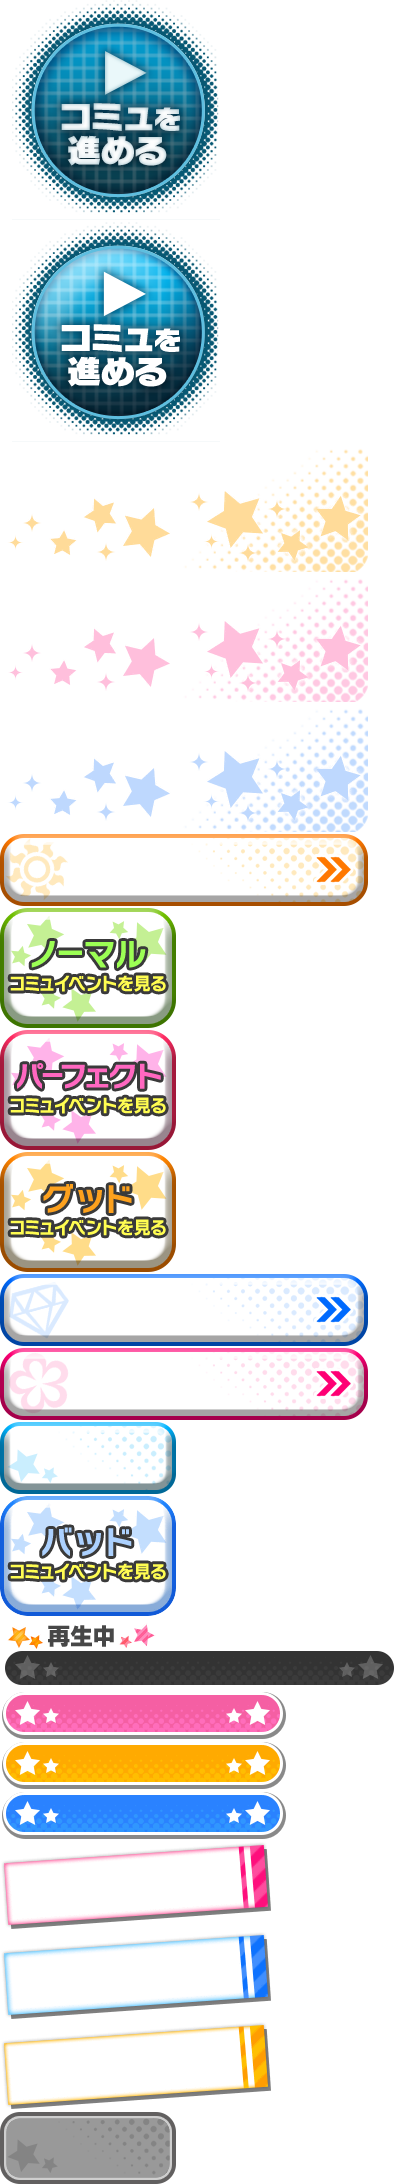 コミュを
進める
コミュを
進める
ノーマル
コミュイベントを見る
パーフェクト
コミュイベントを見る
グッド
コミュイベントを見る
バッド
コミュイベントを見る
再生中